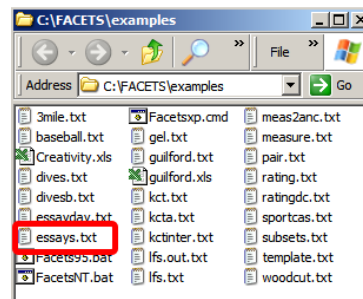 C:\FACETS\examples
» File »
Address C:\FACETS\examples Go
3mile.txt Facetsxp.cmd meas2anc.txt
baseball.txt gel.txt measure.txt
Creativity.xls guilford.txt pair.txt
dives.txt guilford.xls rating.txt
divesb.txt kct.txt ratingdc.txt
essayday.txt kcta.txt sportcas.txt
essays.txt kctinter.txt subsets.txt
Facets95.bat lfs.out.txt template.txt
FacetsNT.bat lfs.txt woodcut.txt